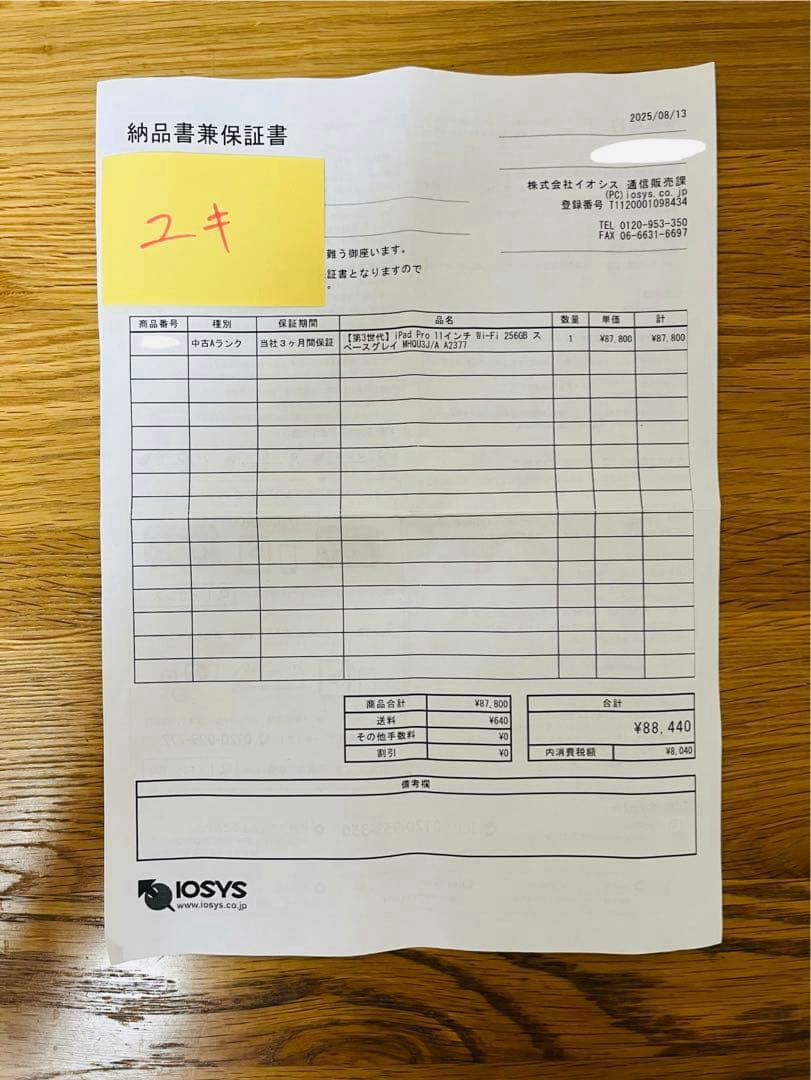 納品書兼保証書
2025/08/13
ユキ
株式会社イオシス 通信販売課
(PC)iosys.co.jp
登録番号 T1120001098434
TEL 0120-953-350
FAX 06-6631-6697
難う御座います。
証書となりますので
。
商品番号 種別 保証期間 品名 数量 単価 計
中古Aランク 当社3ヶ月間保証 【第3世代】iPad Pro 11インチ Wi-Fi 256GB ス 1 ¥87,800 ¥87,800
ペースグレイ MHQU3J/A A2377
商品合計 ¥87,800
送料 ¥640
その他手数料 ¥0
割引 ¥0
合計
¥88,440
内消費税額 ¥8,040
備考欄
IOSYS
www.iosys.co.jp